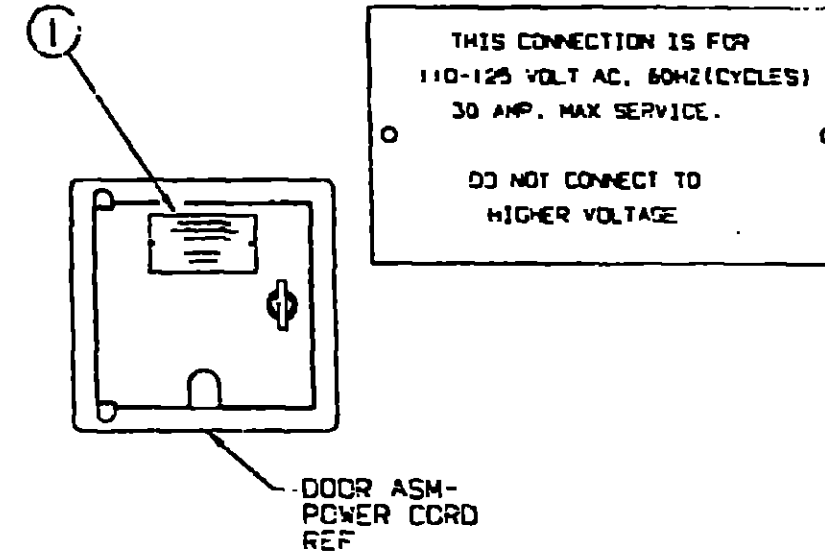 1
THIS CONNECTION IS FOR
110-125 VOLT AC, 60HZ(CYCLES)
30 AMP. MAX SERVICE.
DO NOT CONNECT TO
HIGHER VOLTAGE
DOOR ASM-
POWER CORD
REF